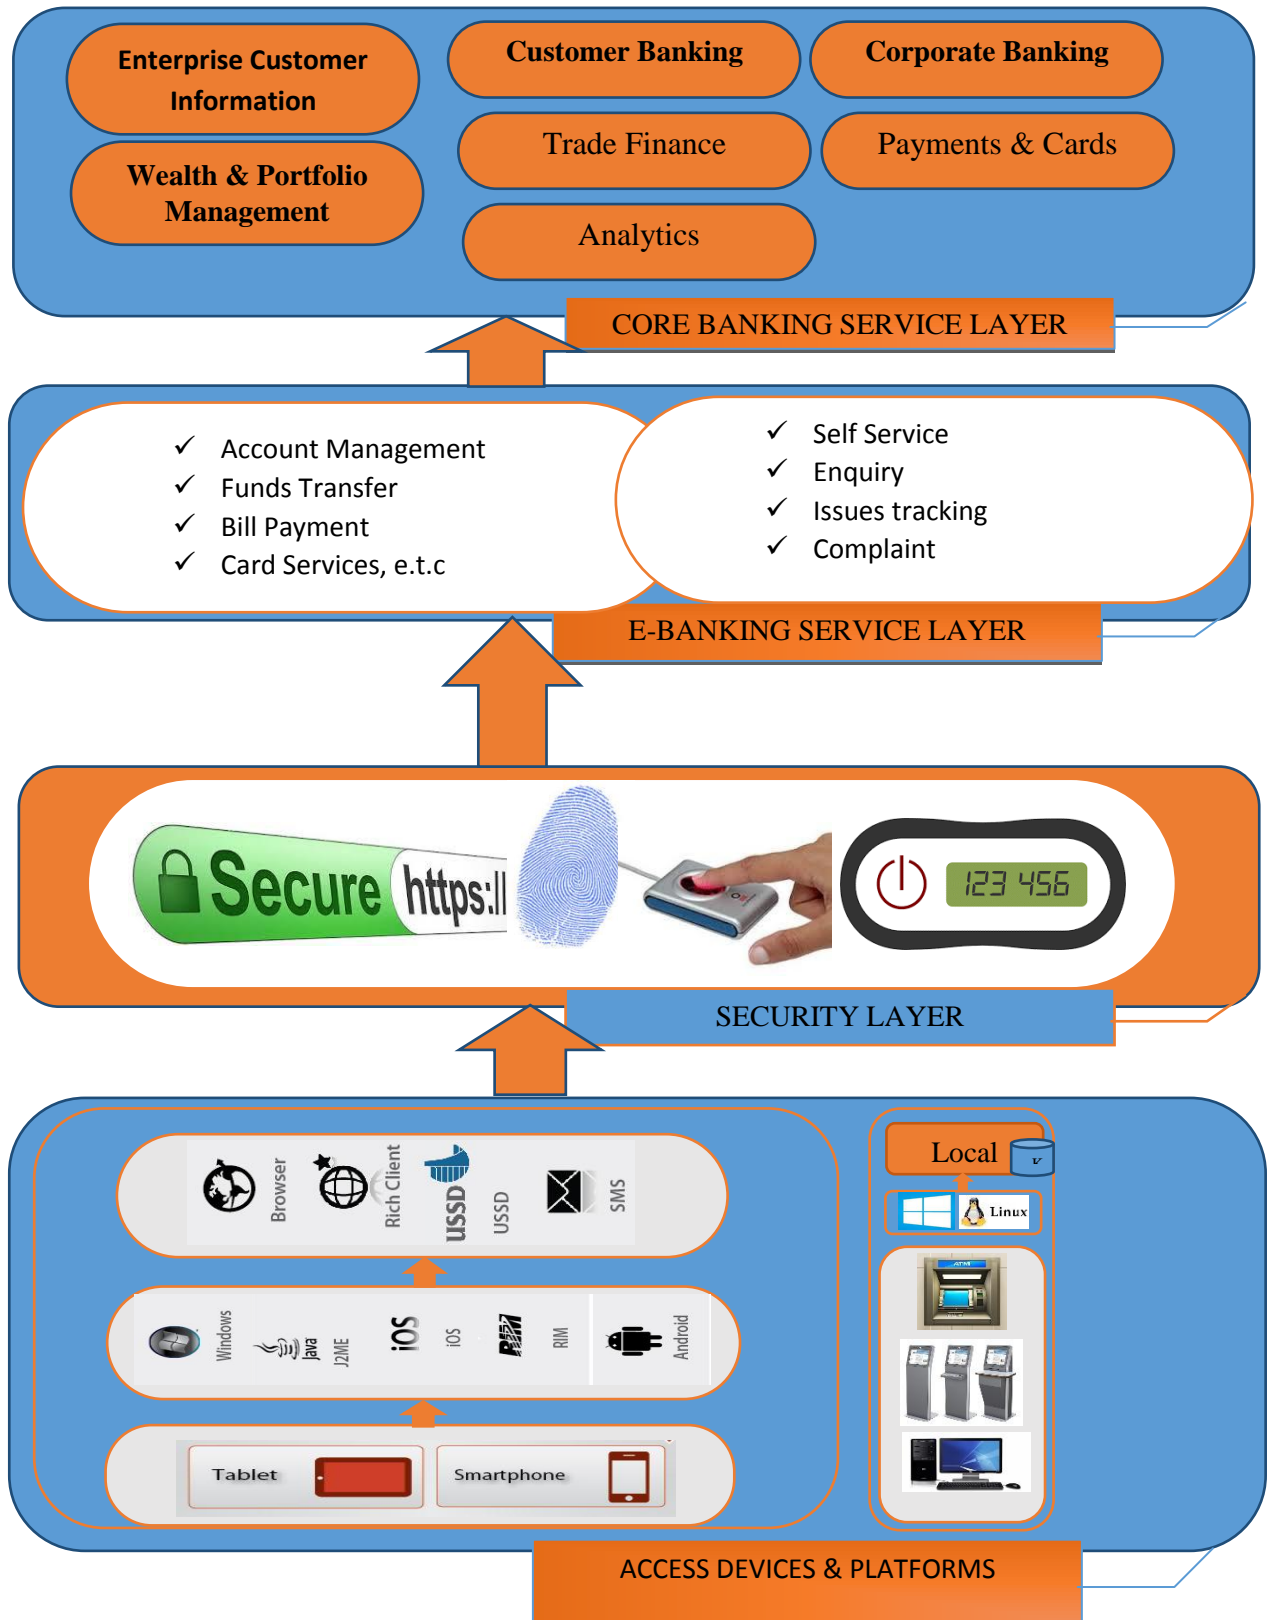 Enterprise Customer
Information
Customer Banking
Corporate Banking
Wealth & Portfolio
Management
Trade Finance
Payments & Cards
Analytics
CORE BANKING SERVICE LAYER
✓ Account Management
✓ Funds Transfer
✓ Bill Payment
✓ Card Services, e.t.c
✓ Self Service
✓ Enquiry
✓ Issues tracking
✓ Complaint
E-BANKING SERVICE LAYER
Secure https://
123 456
SECURITY LAYER
Browser
Rich Client
USSD
USSD
SMS
Windows
Java
J2ME
iOS
iOS
RIM
RIM
Android
Tablet
Smartphone
Local
Linux
ATM
ACCESS DEVICES & PLATFORMS